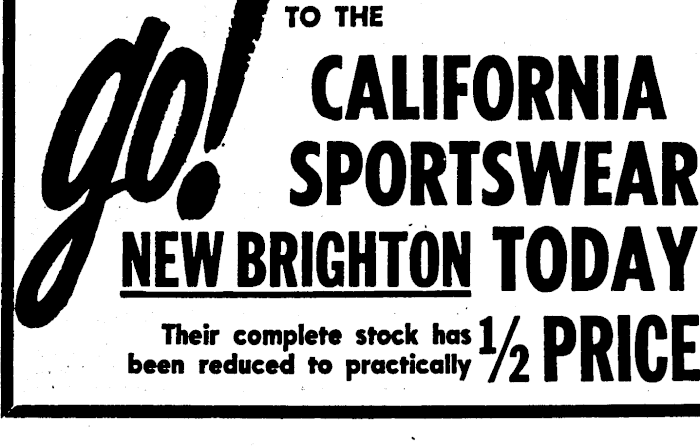 go!
TO THE
CALIFORNIA
SPORTSWEAR
NEW BRIGHTON TODAY
Their complete stock has
been reduced to practically
1/2 PRICE